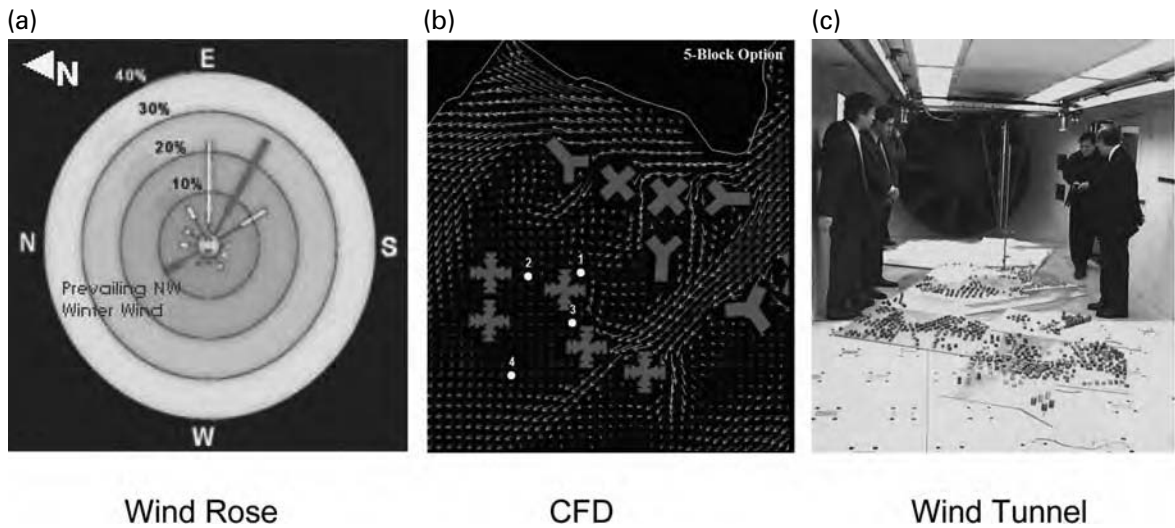 (a)
(b)
(c)
N
E
40%
30%
20%
10%
N
S
Prevailing NW
Winter Wind
W
5-Block Option
1
2
3
4
Wind Rose
CFD
Wind Tunnel